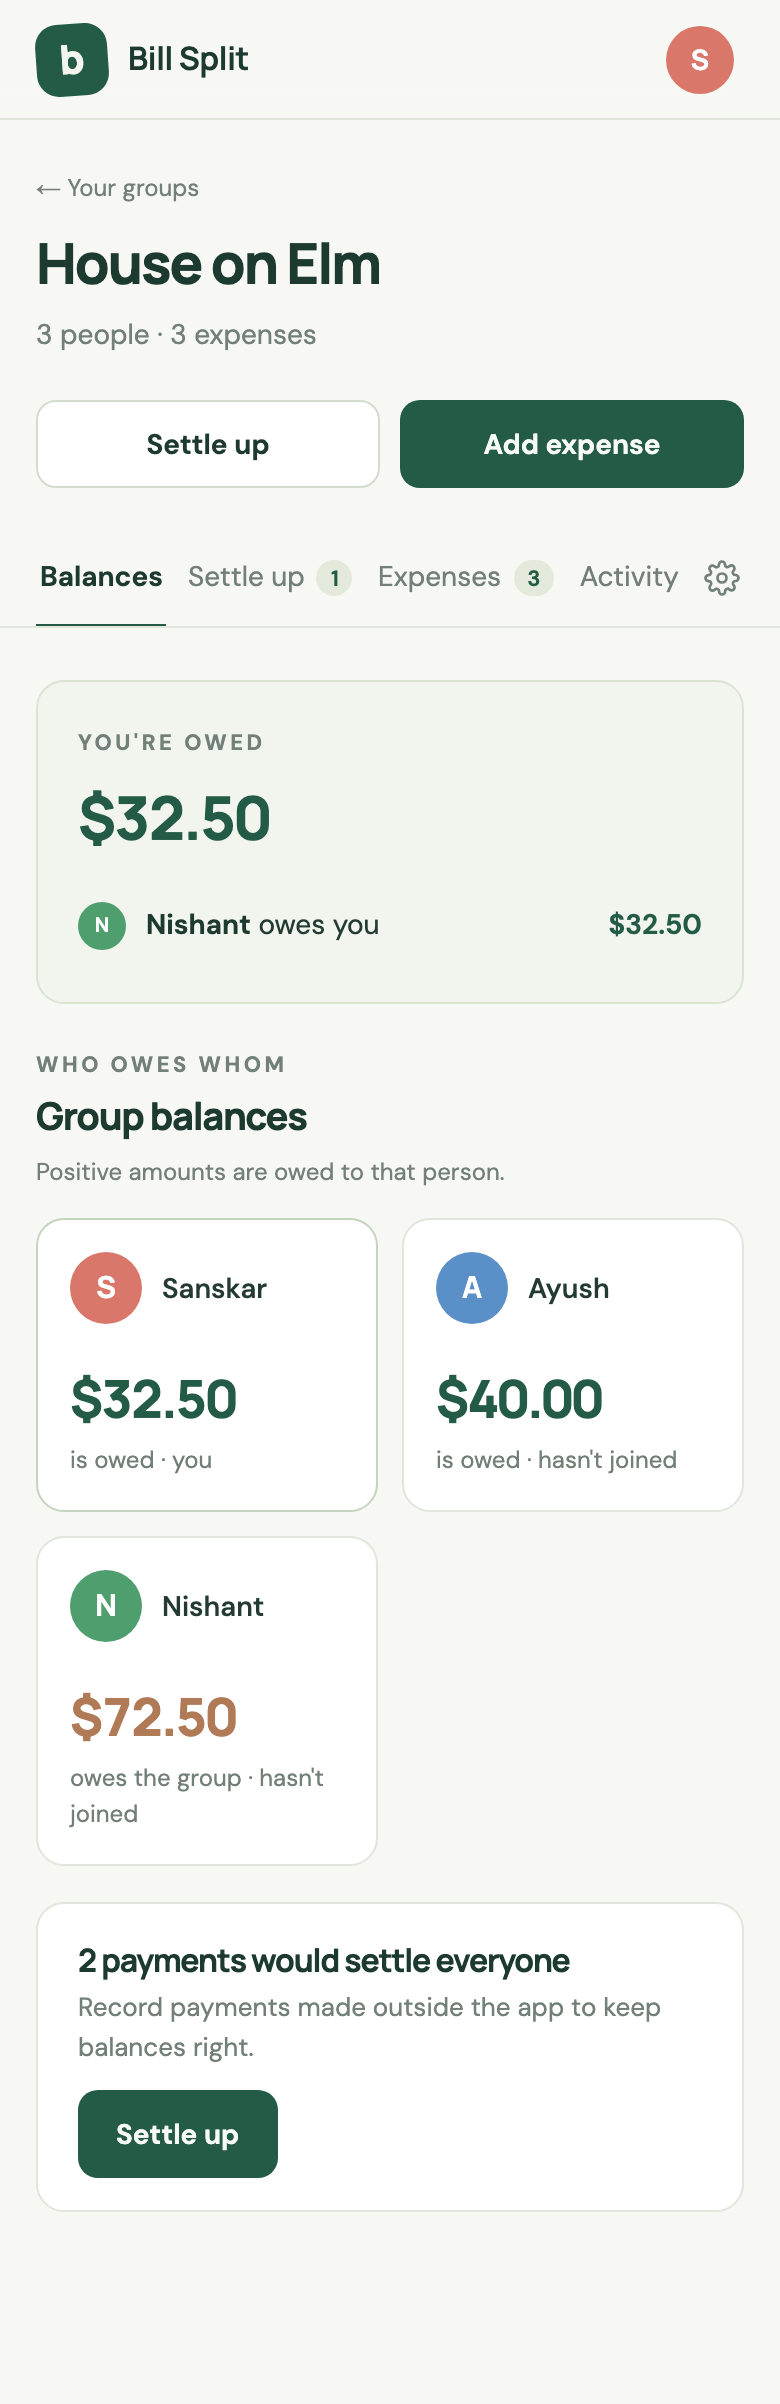 b Bill Split S
← Your groups
House on Elm
3 people · 3 expenses
Settle up Add expense
Balances Settle up 1 Expenses 3 Activity
YOU'RE OWED
$32.50
N Nishant owes you $32.50
WHO OWES WHOM
Group balances
Positive amounts are owed to that person.
S Sanskar
$32.50
is owed · you
A Ayush
$40.00
is owed · hasn't joined
N Nishant
$72.50
owes the group · hasn't
joined
2 payments would settle everyone
Record payments made outside the app to keep
balances right.
Settle up